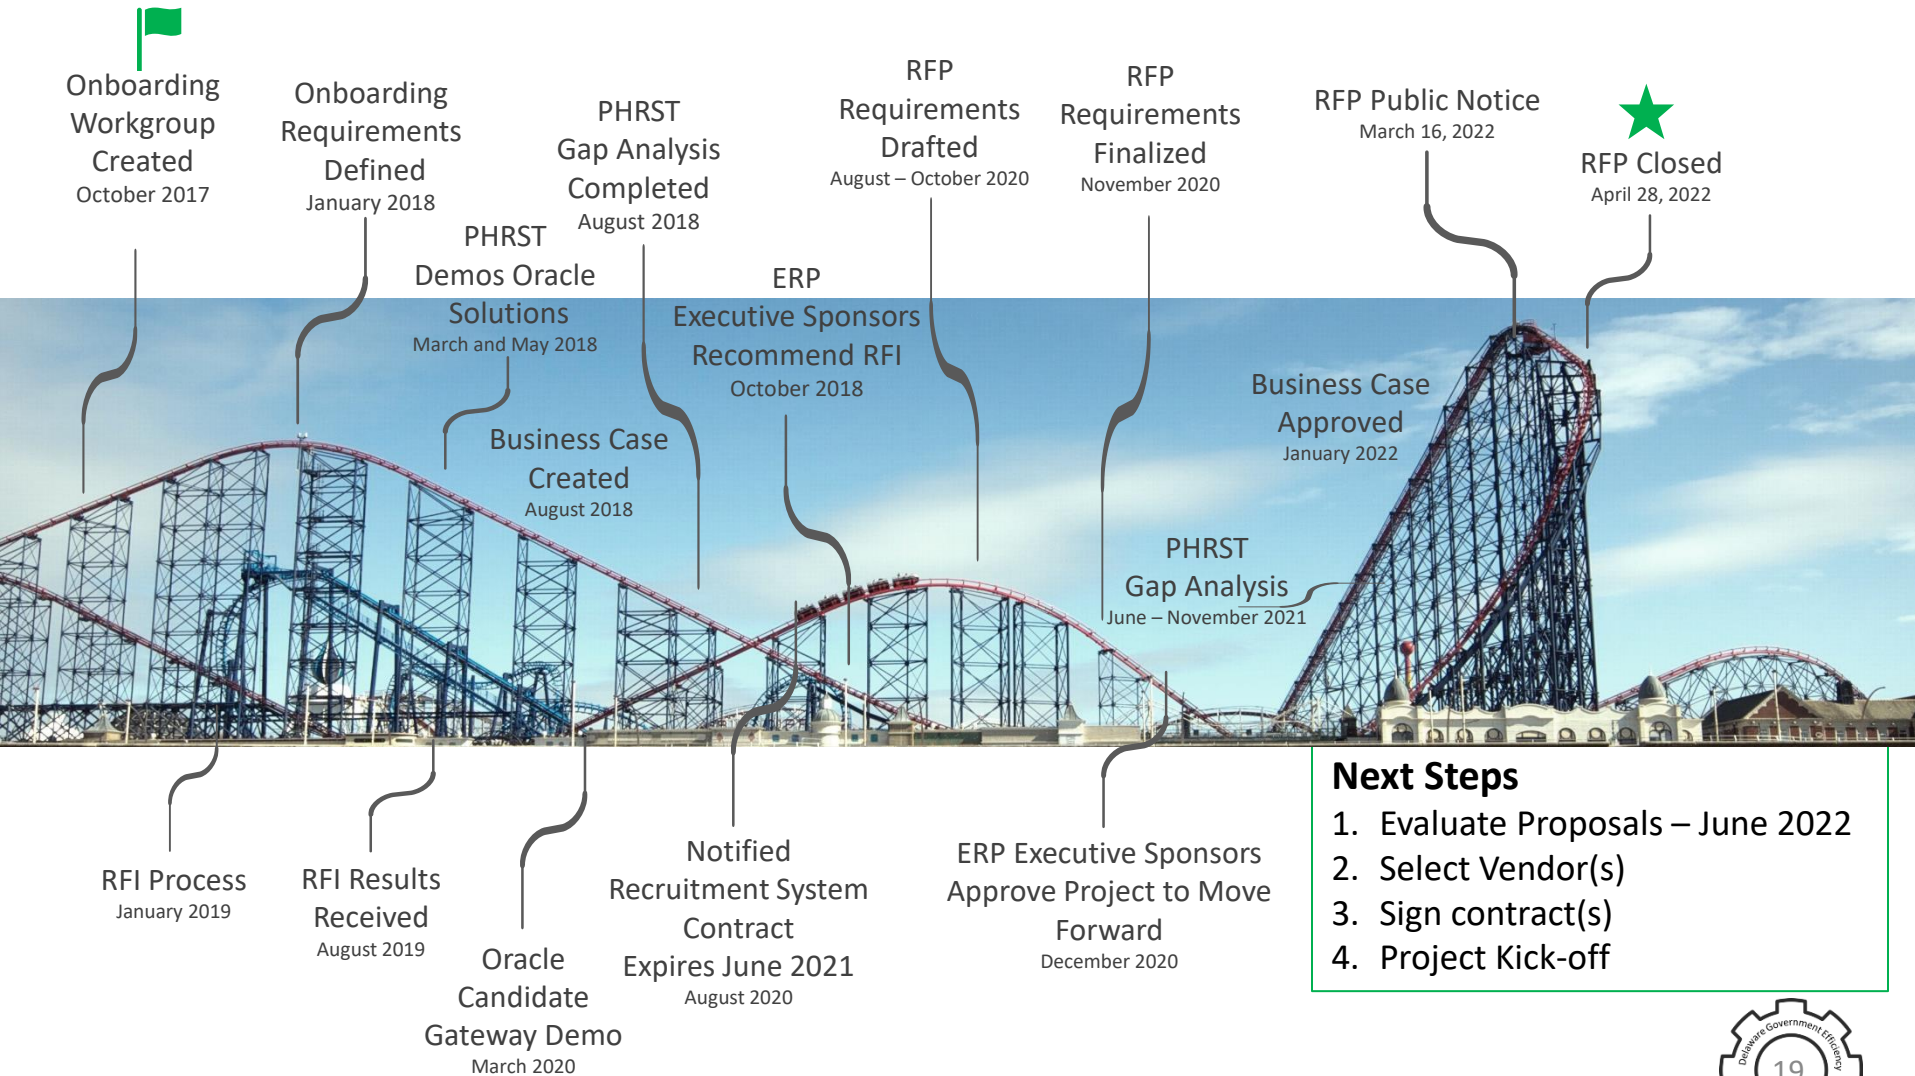 Onboarding
Workgroup
Created
October 2017
Onboarding
Requirements
Defined
January 2018
PHRST
Demos Oracle
Solutions
March and May 2018
PHRST
Gap Analysis
Completed
August 2018
Business Case
Created
August 2018
ERP
Executive Sponsors
Recommend RFI
October 2018
RFP
Requirements
Drafted
August – October 2020
RFP
Requirements
Finalized
November 2020
PHRST
Gap Analysis
June – November 2021
Business Case
Approved
January 2022
RFP Public Notice
March 16, 2022
RFP Closed
April 28, 2022
RFI Process
January 2019
RFI Results
Received
August 2019
Oracle
Candidate
Gateway Demo
March 2020
Notified
Recruitment System
Contract
Expires June 2021
August 2020
ERP Executive Sponsors
Approve Project to Move
Forward
December 2020
Next Steps
1. Evaluate Proposals – June 2022
2. Select Vendor(s)
3. Sign contract(s)
4. Project Kick-off
Delaware Government Efficiency
19